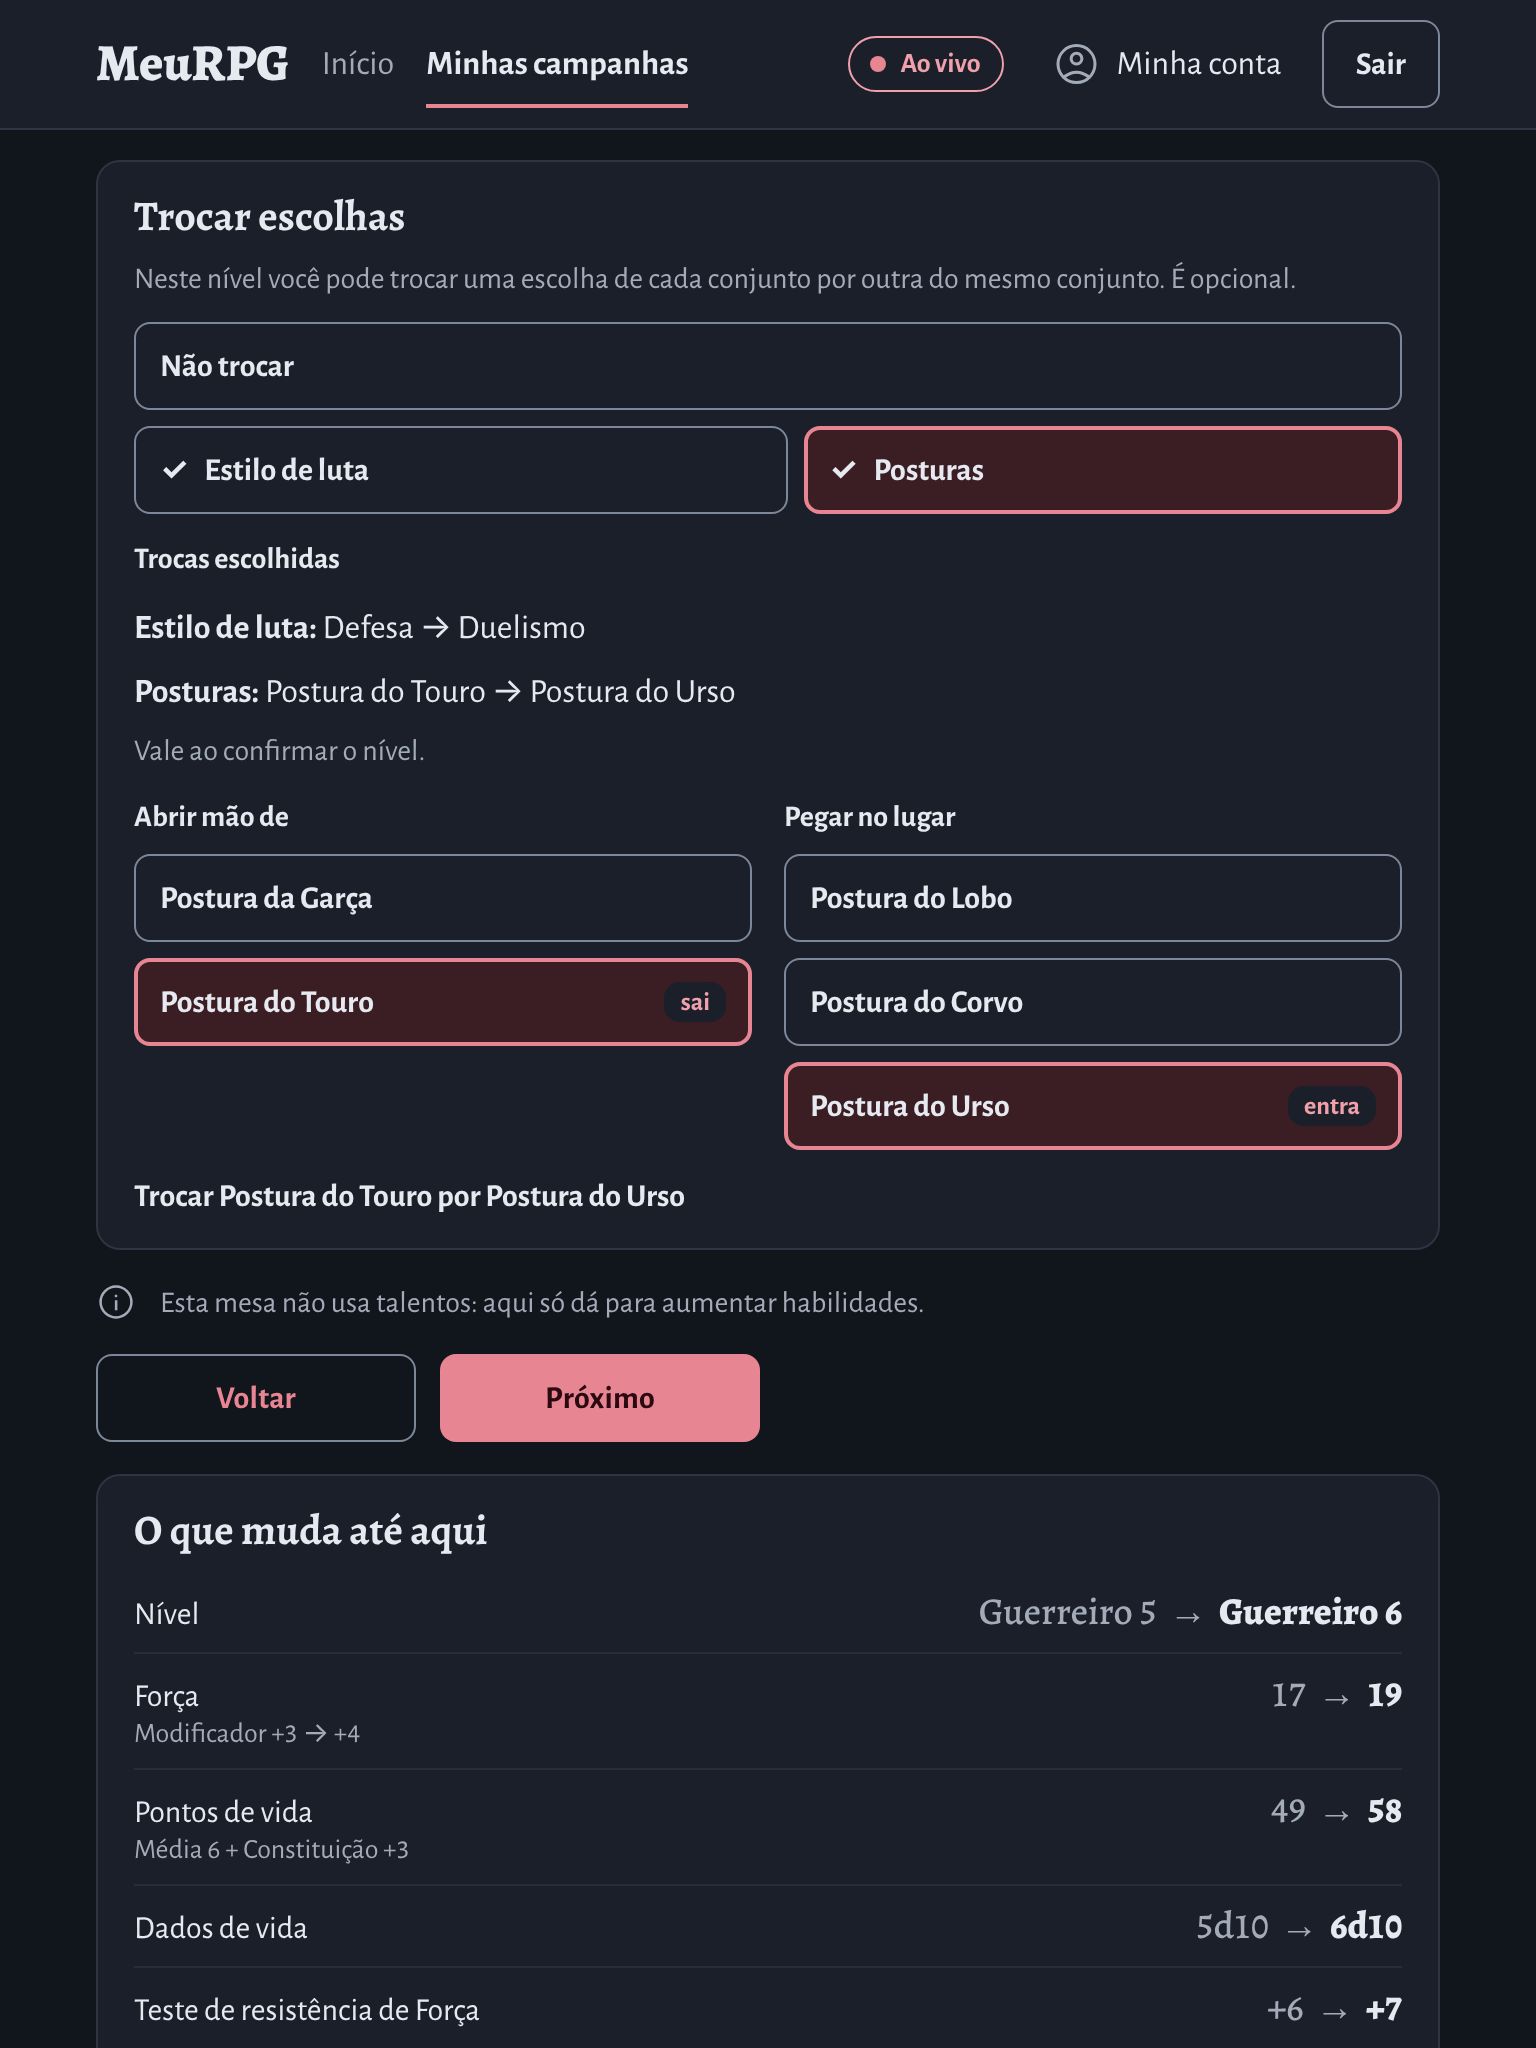 MeuRPG Início Minhas campanhas Ao vivo Minha conta Sair
Trocar escolhas
Neste nível você pode trocar uma escolha de cada conjunto por outra do mesmo conjunto. É opcional.
Não trocar
Estilo de luta Posturas
Trocas escolhidas
Estilo de luta: Defesa → Duelismo
Posturas: Postura do Touro → Postura do Urso
Vale ao confirmar o nível.
Abrir mão de
Postura da Garça
Postura do Touro sai
Pegar no lugar
Postura do Lobo
Postura do Corvo
Postura do Urso entra
Trocar Postura do Touro por Postura do Urso
Esta mesa não usa talentos: aqui só dá para aumentar habilidades.
Voltar Próximo
O que muda até aqui
Nível Guerreiro 5 → Guerreiro 6
Força 17 → 19
Modificador +3 → +4
Pontos de vida 49 → 58
Média 6 + Constituição +3
Dados de vida 5d10 → 6d10
Teste de resistência de Força +6 → +7